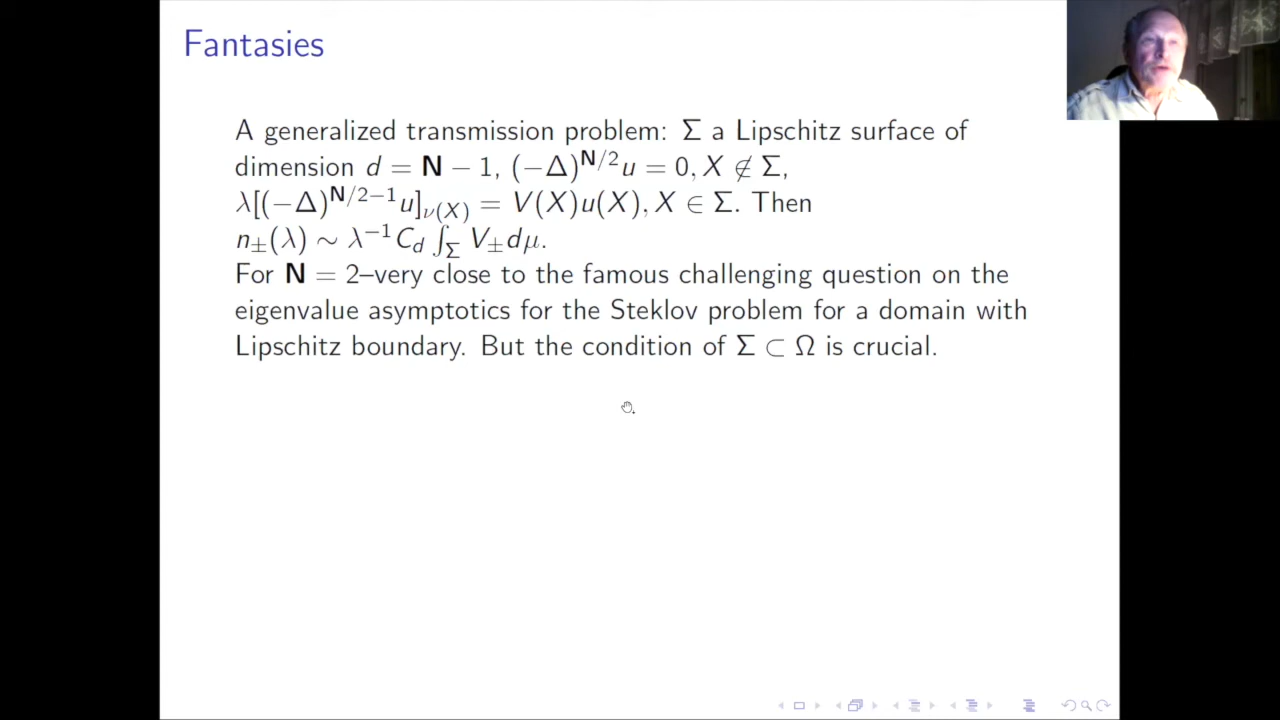 Fantasies
A generalized transmission problem: Σ a Lipschitz surface of
dimension d = N − 1, (−Δ)^{N/2}u = 0, X ∉ Σ,
λ[(−Δ)^{N/2−1}u]_{ν(X)} = V(X)u(X), X ∈ Σ. Then
n_±(λ) ∼ λ^{−1}C_d ∫_Σ V_± dμ.
For N = 2–very close to the famous challenging question on the
eigenvalue asymptotics for the Steklov problem for a domain with
Lipschitz boundary. But the condition of Σ ⊂ Ω is crucial.